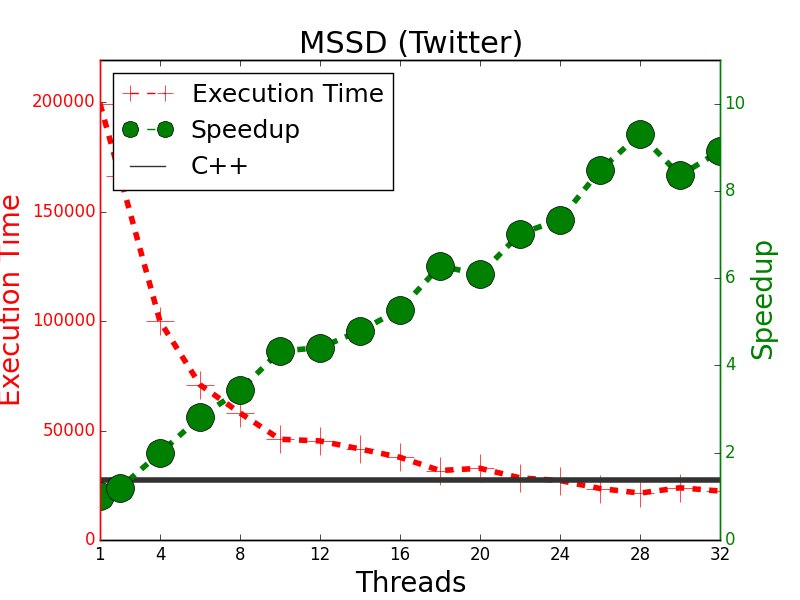 MSSD (Twitter)
Execution Time
Speedup
C++
200000
150000
100000
50000
0
10
8
6
4
2
0
Execution Time
Speedup
1 4 8 12 16 20 24 28 32
Threads